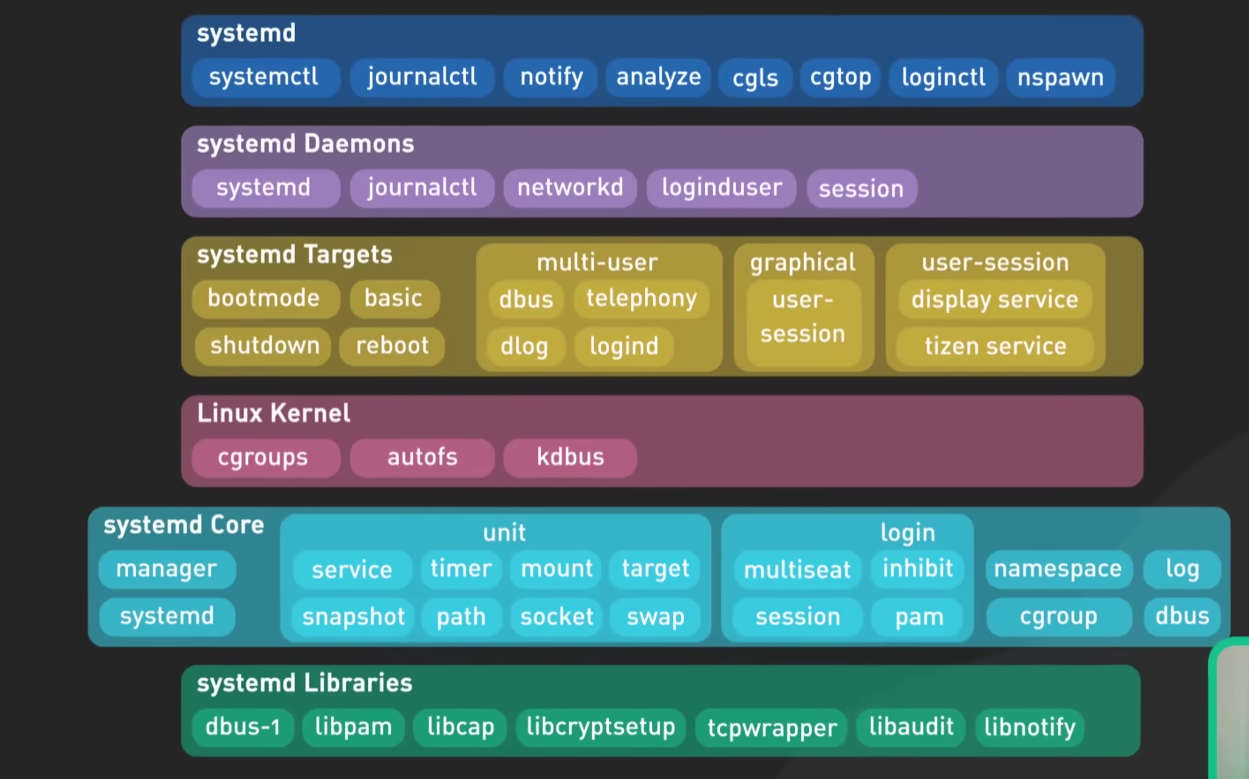 systemd
systemctl journalctl notify analyze cgls cgtop loginctl nspawn
systemd Daemons
systemd journalctl networkd loginduser session
systemd Targets
bootmode basic
shutdown reboot
multi-user
dbus telephony
dlog logind
graphical
user-
session
user-session
display service
tizen service
Linux Kernel
cgroups autofs kdbus
systemd Core
manager
systemd
unit
service timer mount target
snapshot path socket swap
login
multiseat inhibit
session pam
namespace log
cgroup dbus
systemd Libraries
dbus-1 libpam libcap libcryptsetup tcpwrapper libaudit libnotify